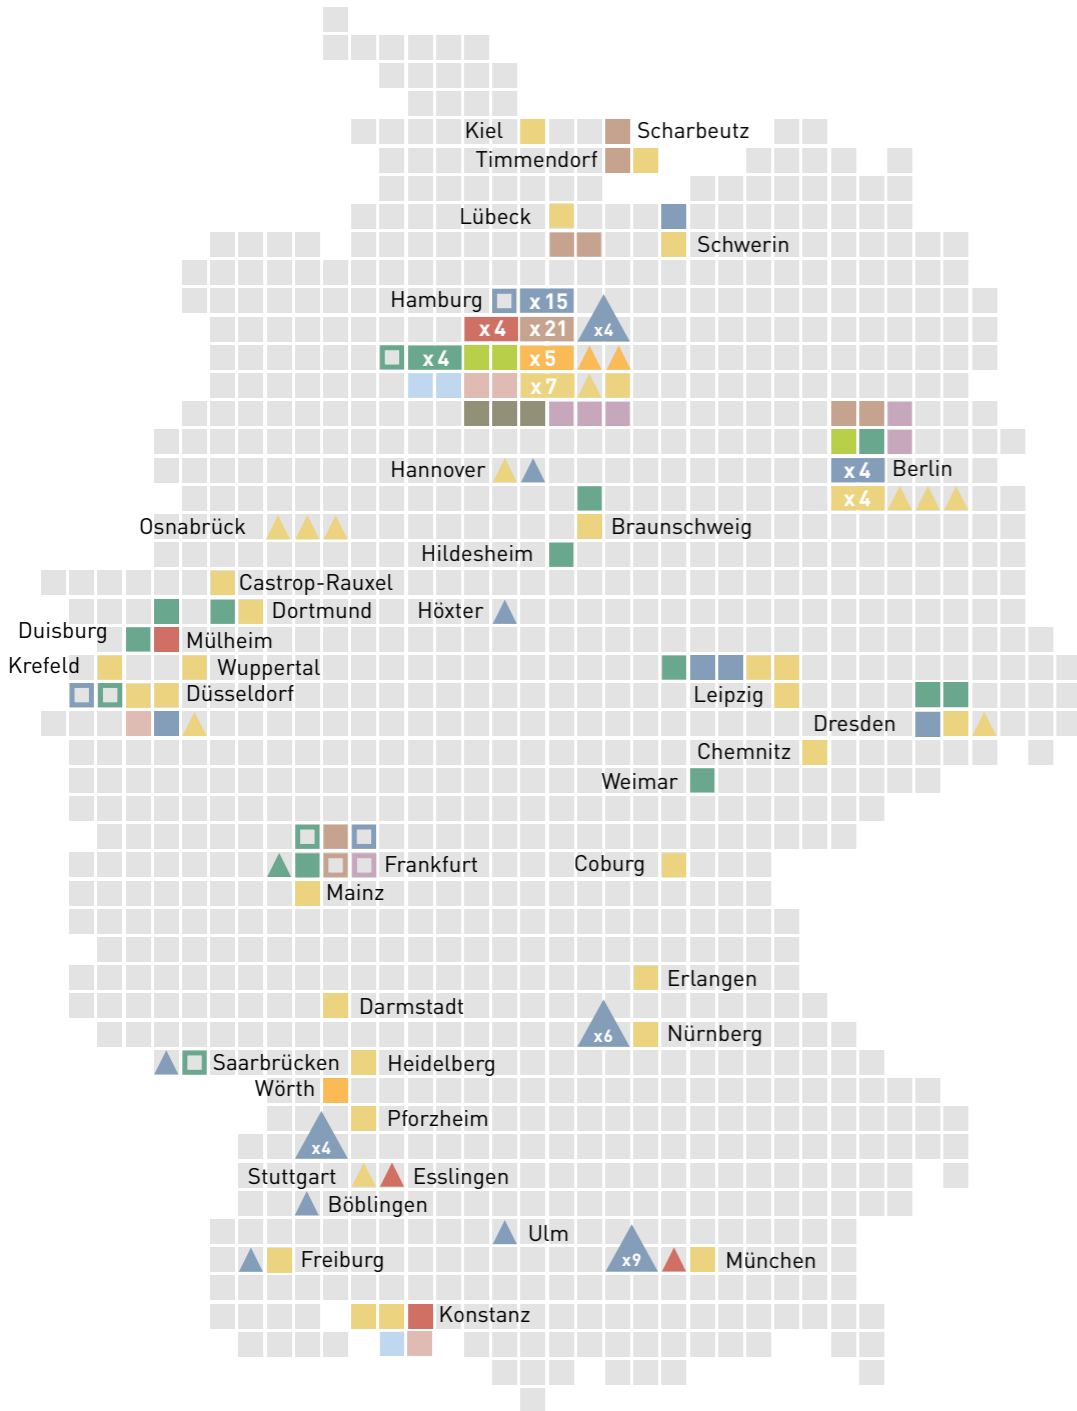 Kiel Scharbeutz
Timmendorf
Lübeck
Schwerin
Hamburg x 15
x 4 x 21 x4
x 4 x 5
x 7
Hannover x 4 Berlin
x 4
Osnabrück Braunschweig
Hildesheim
Castrop-Rauxel
Dortmund Höxter
Duisburg
Mülheim
Krefeld Wuppertal
Düsseldorf Leipzig
Dresden
Chemnitz
Weimar
Frankfurt Coburg
Mainz
Erlangen
Darmstadt
x6 Nürnberg
Saarbrücken Heidelberg
Wörth
Pforzheim
x4
Stuttgart Esslingen
Böblingen
Ulm
Freiburg x9 München
Konstanz